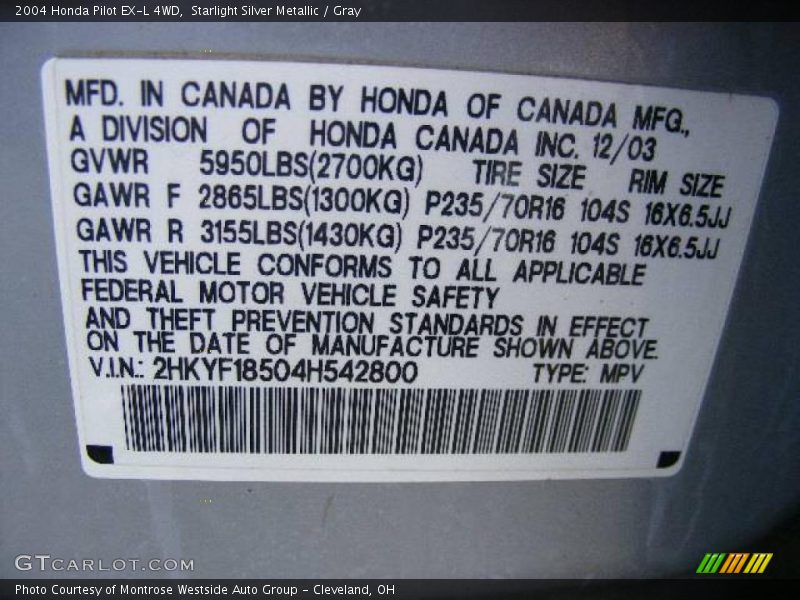 2004 Honda Pilot EX-L 4WD,  Starlight Silver Metallic / Gray
MFD. IN CANADA BY HONDA OF CANADA MFG.,
A DIVISION OF HONDA CANADA INC. 12/03
GVWR 5950LBS(2700KG) TIRE SIZE RIM SIZE
GAWR F 2865LBS(1300KG) P235/70R16 104S 16X6.5JJ
GAWR R 3155LBS(1430KG) P235/70R16 104S 16X6.5JJ
THIS VEHICLE CONFORMS TO ALL APPLICABLE
FEDERAL MOTOR VEHICLE SAFETY
AND THEFT PREVENTION STANDARDS IN EFFECT
ON THE DATE OF MANUFACTURE SHOWN ABOVE.
V.I.N.: 2HKYF18504H542800 TYPE: MPV
GTCARLOT.COM
Photo Courtesy of Montrose Westside Auto Group - Cleveland, OH